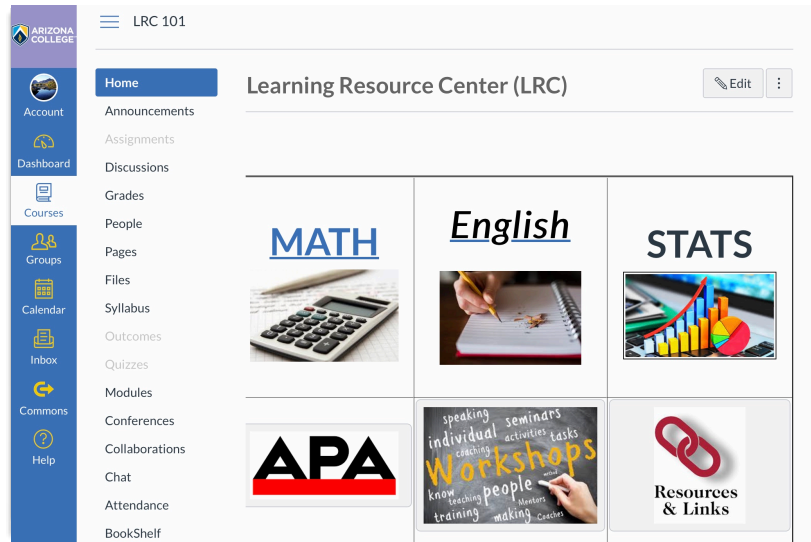 ARIZONA
COLLEGE
LRC 101
Account
Dashboard
Courses
Groups
Calendar
Inbox
Commons
Help
Home
Announcements
Assignments
Discussions
Grades
People
Pages
Files
Syllabus
Outcomes
Quizzes
Modules
Conferences
Collaborations
Chat
Attendance
BookShelf
Learning Resource Center (LRC)
Edit
MATH
English
STATS
APA
speaking seminars
individual activities tasks
coaching
Workshops
know teaching people Mentors
training making Coaches
Resources
& Links